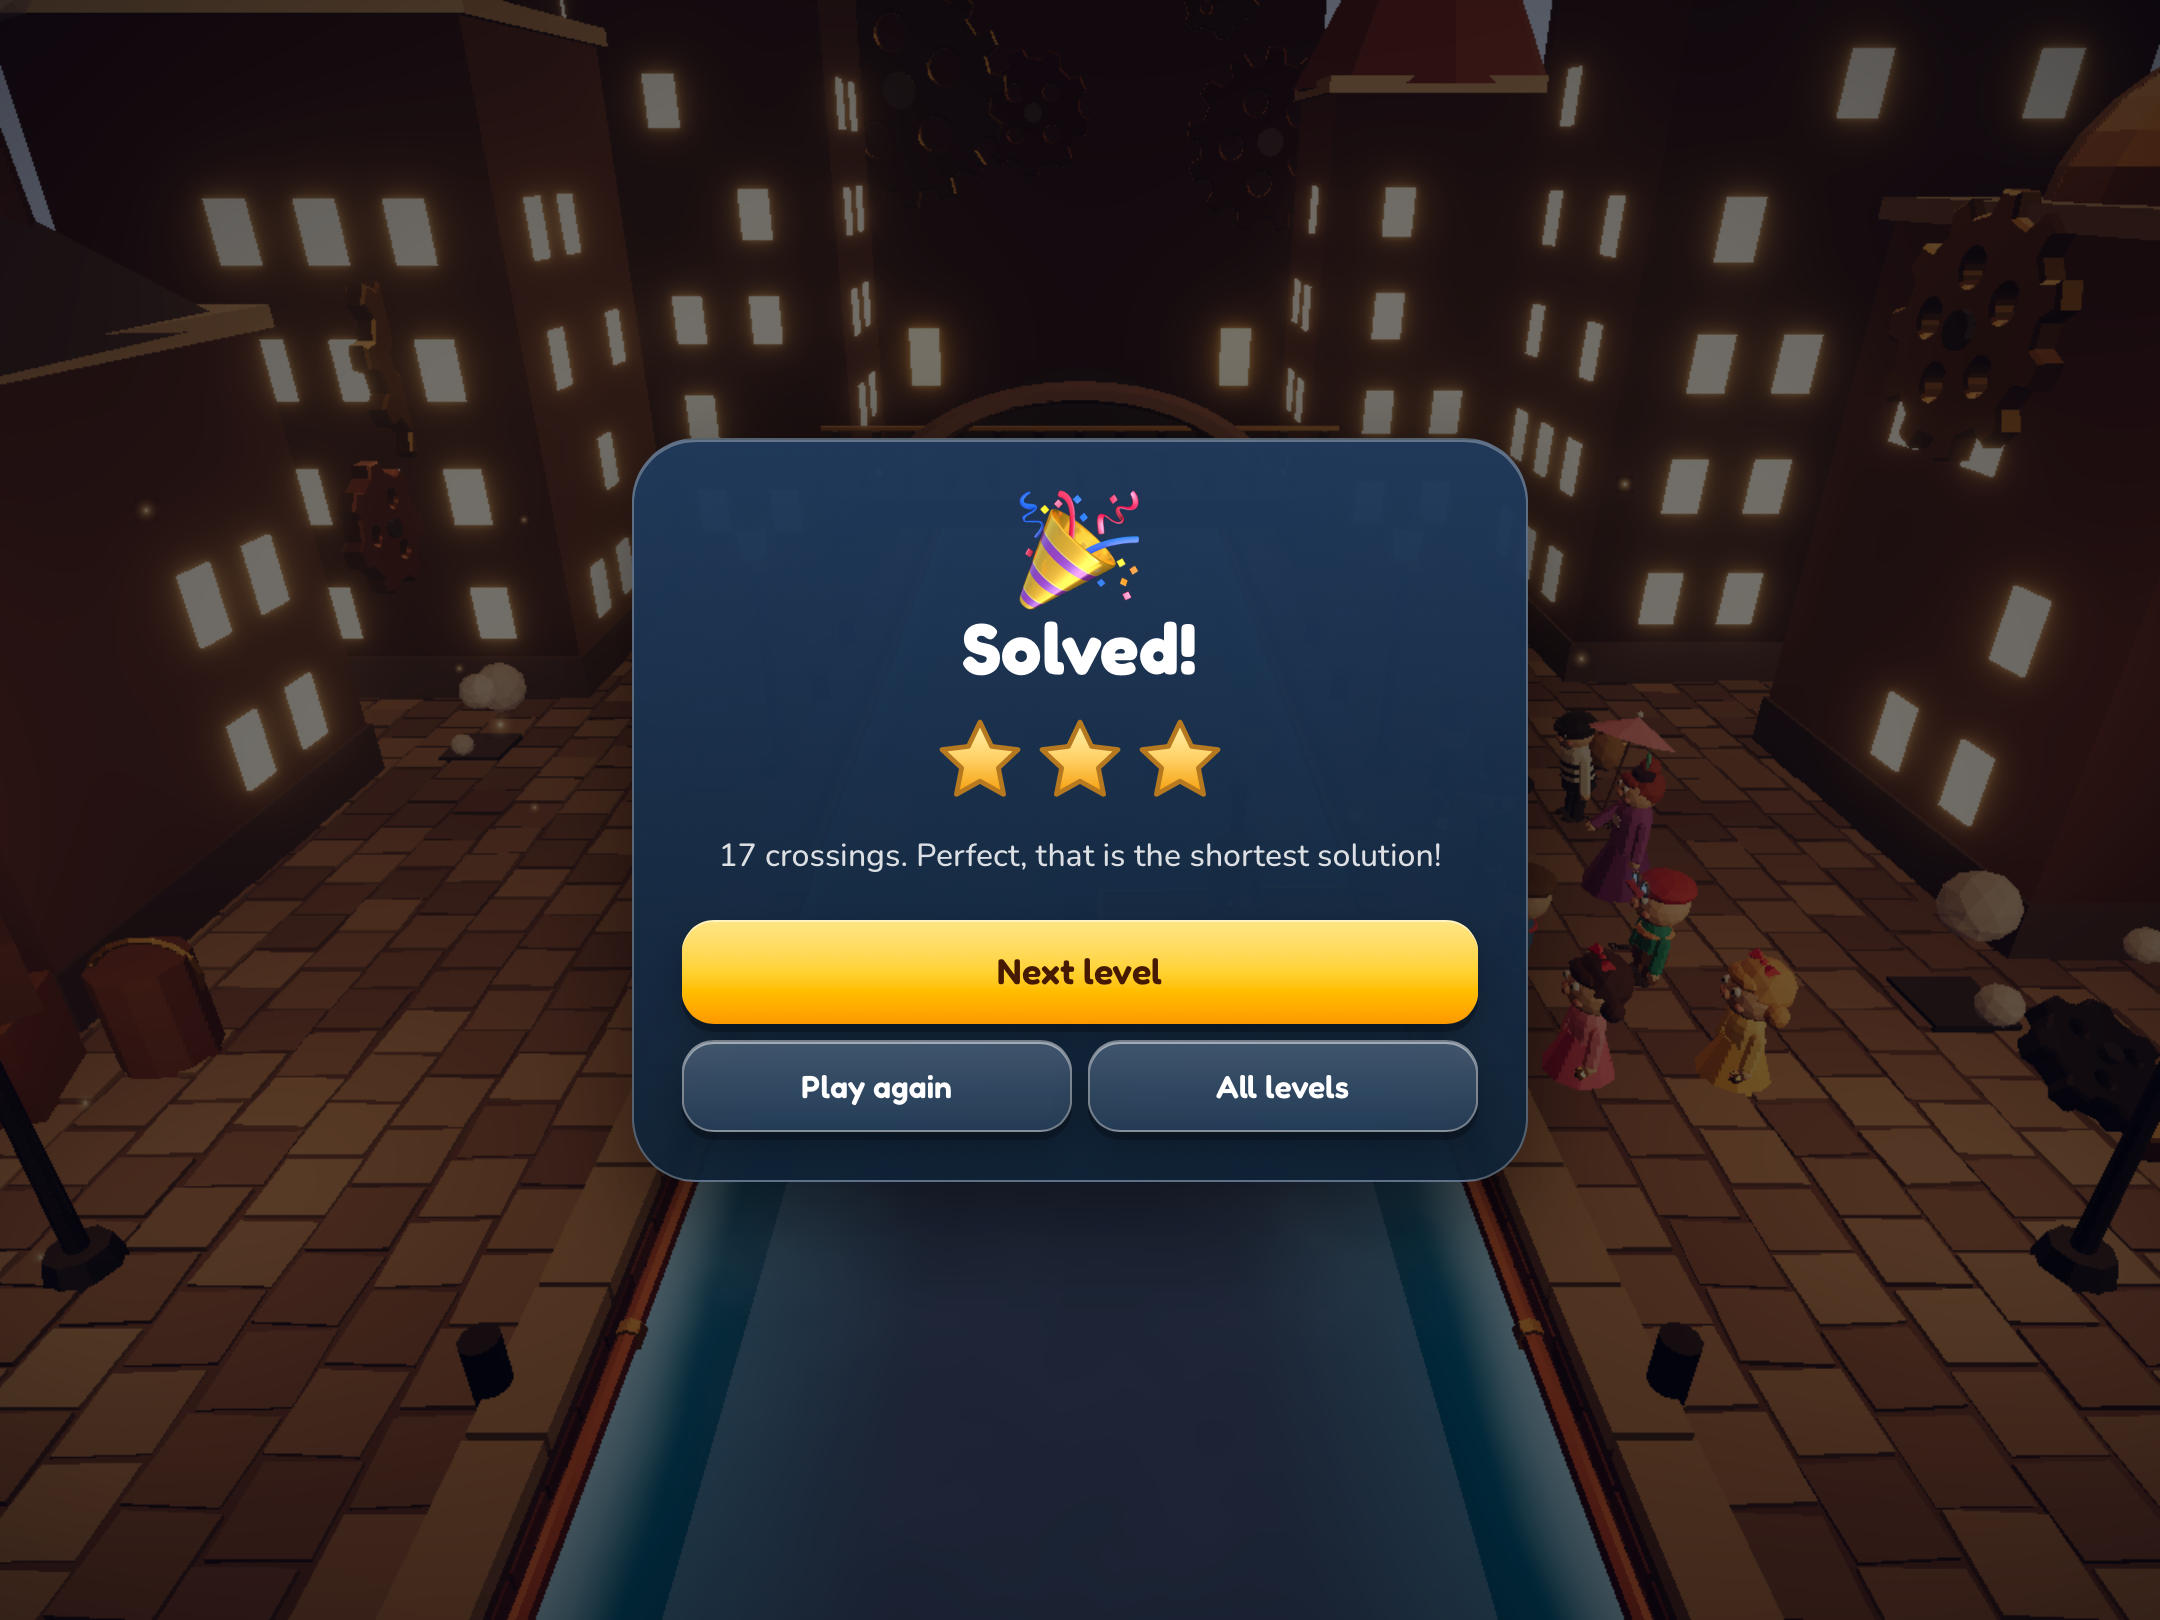 Solved!
17 crossings. Perfect, that is the shortest solution!
Next level
Play again
All levels